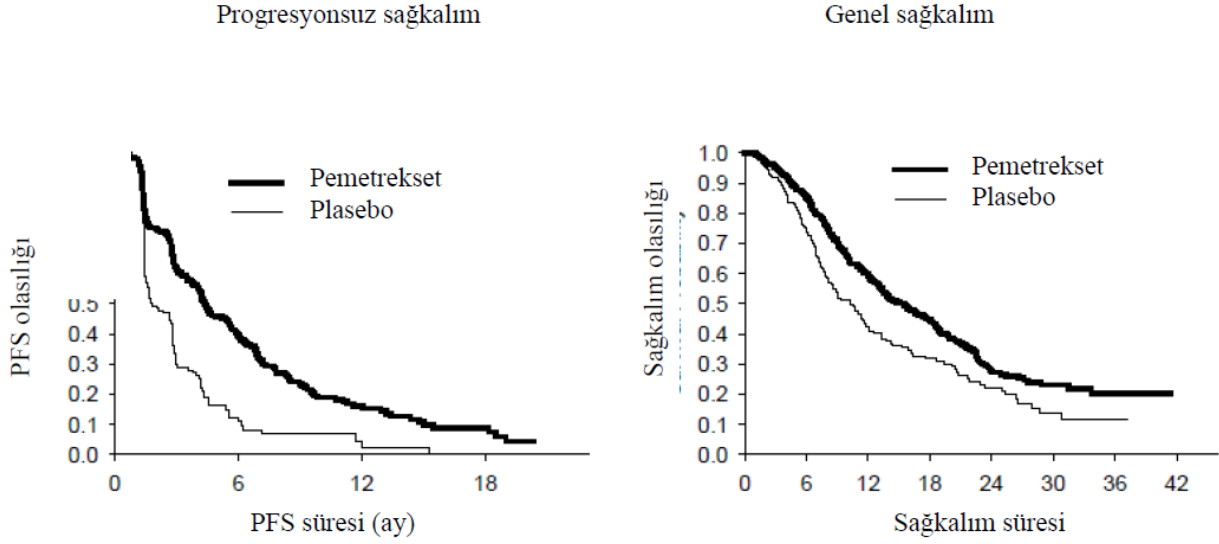 Progresyonsuz sağkalım
Genel sağkalım
Pemetrekset
Plasebo
PFS olasılığı
0.5
0.4
0.3
0.2
0.1
0.0
0 6 12 18
PFS süresi (ay)
Pemetrekset
Plasebo
Sağkalım olasılığı
1.0
0.9
0.8
0.7
0.6
0.5
0.4
0.3
0.2
0.1
0.0
0 6 12 18 24 30 36 42
Sağkalım süresi